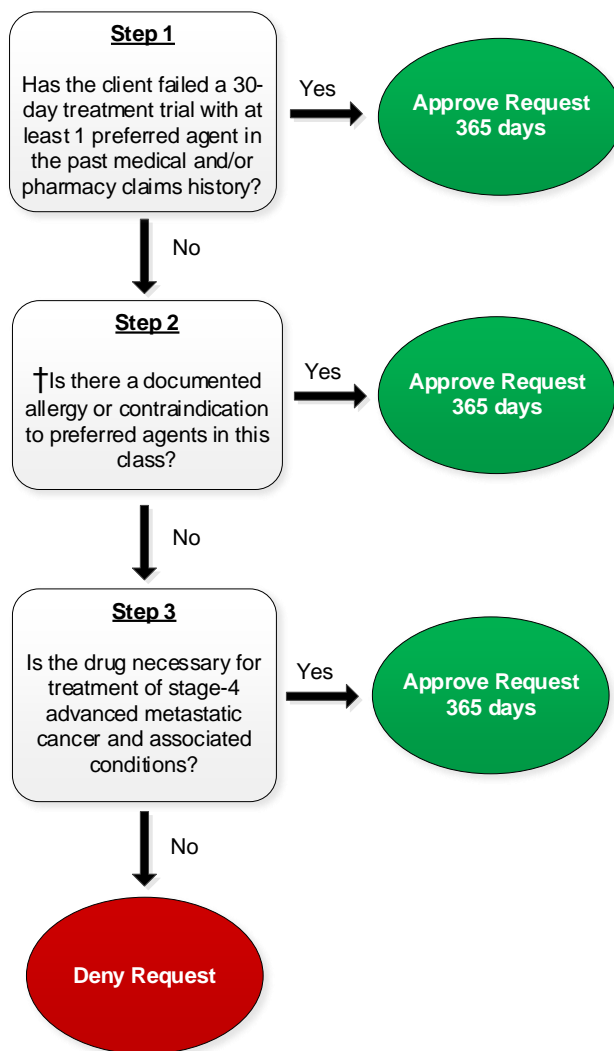 Step 1
Has the client failed a 30-
day treatment trial with at
least 1 preferred agent in
the past medical and/or
pharmacy claims history?
Yes
Approve Request
365 days
No
Step 2
†Is there a documented
allergy or contraindication
to preferred agents in this
class?
Yes
Approve Request
365 days
No
Step 3
Is the drug necessary for
treatment of stage-4
advanced metastatic
cancer and associated
conditions?
Yes
Approve Request
365 days
No
Deny Request